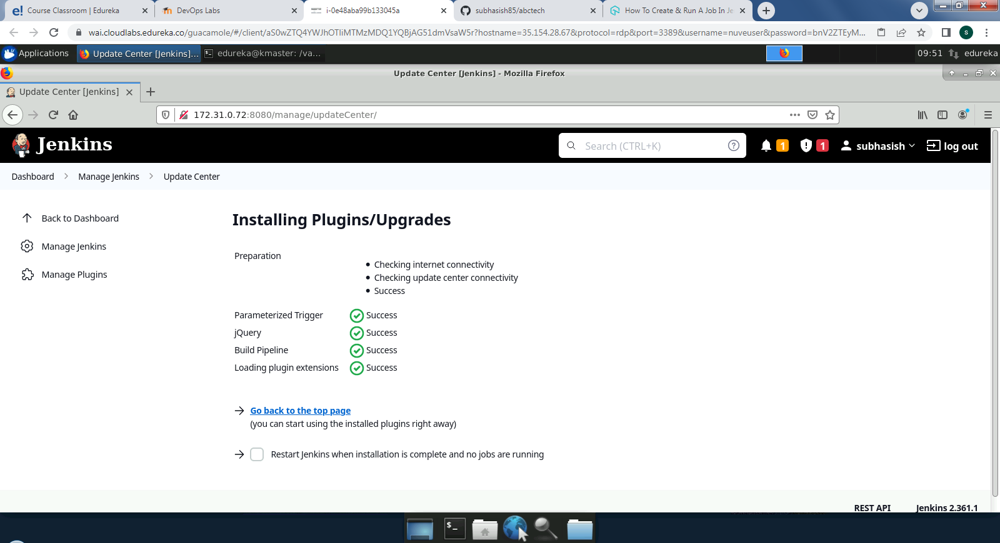 e! Course Classroom | Edureka
DevOps Labs
i-0e48aba99b133045a
subhasish85/abctech
How To Create & Run A Job In Je
wai.cloudlabs.edureka.co/guacamole/#/client/aS0wZTQ4YWJhOTliMTMzMDQ1YQBjAG51dmVsaW5r?hostname=35.154.28.67&protocol=rdp&port=3389&username=nuveuser&password=bnV2ZTEyM...
S
Applications
Update Center [Jenkins]...
edureka@kmaster: /va...
09:51
edureka
Update Center [Jenkins] - Mozilla Firefox
Update Center [Jenkins]
172.31.0.72:8080/manage/updateCenter/
Jenkins
Search (CTRL+K)
?
1
1
subhasish
log out
Dashboard
Manage Jenkins
Update Center
Back to Dashboard
Manage Jenkins
Manage Plugins
Installing Plugins/Upgrades
Preparation
Checking internet connectivity
Checking update center connectivity
Success
Parameterized Trigger Success
jQuery Success
Build Pipeline Success
Loading plugin extensions Success
Go back to the top page
(you can start using the installed plugins right away)
Restart Jenkins when installation is complete and no jobs are running
REST API
Jenkins 2.361.1
$_